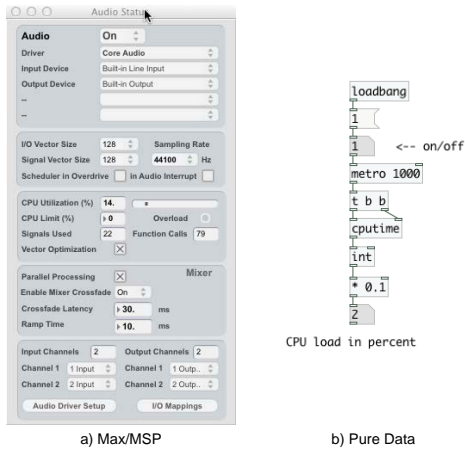 Audio Status
Audio On
Driver Core Audio
Input Device Built-in Line Input
Output Device Built-in Output
--
--
I/O Vector Size 128 Sampling Rate
Signal Vector Size 128 44100 Hz
Scheduler in Overdrive in Audio Interrupt
CPU Utilization (%) 14.
CPU Limit (%) 0 Overload
Signals Used 22 Function Calls 79
Vector Optimization
Parallel Processing Mixer
Enable Mixer Crossfade On
Crossfade Latency 30. ms
Ramp Time 10. ms
Input Channels 2 Output Channels 2
Channel 1 1 Input Channel 1 1 Outp..
Channel 2 2 Input Channel 2 2 Outp..
Audio Driver Setup I/O Mappings
a) Max/MSP
loadbang
1
1 <-- on/off
metro 1000
t b b
cputime
int
* 0.1
2
CPU load in percent
b) Pure Data